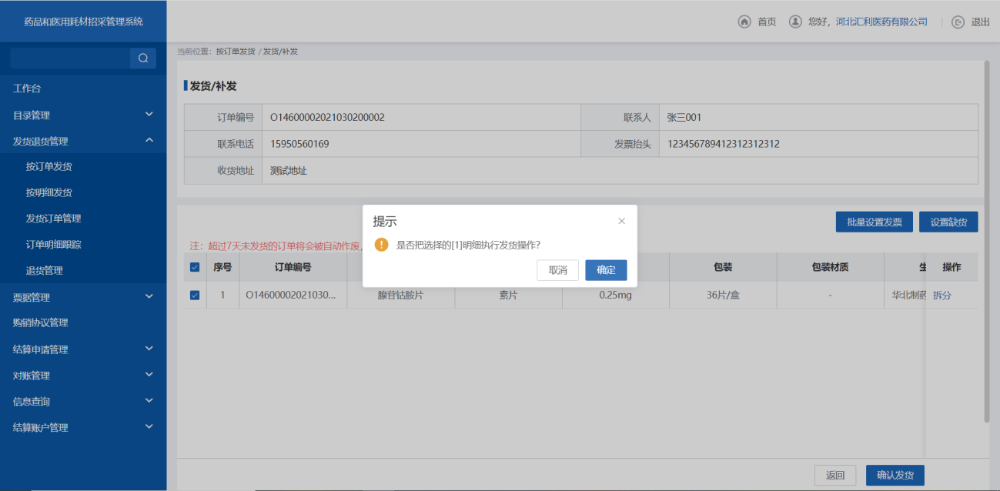 药品和医用耗材招采管理系统
首页
您好，河北汇利医药有限公司
退出
当前位置：按订单发货 / 发货/补发
工作台
目录管理
发货退货管理
按订单发货
按明细发货
发货订单管理
订单明细跟踪
退货管理
票据管理
购销协议管理
结算申请管理
对账管理
信息查询
结算账户管理
发货/补发
订单编号 O14600002021030200002 联系人 张三001
联系电话 15950560169 发票抬头 123456789412312312312
收货地址 测试地址
批量设置发票 设置缺货
注：超过7天未发货的订单将会被自动作废，
提示
是否把选择的[1]明细执行发货操作?
取消 确定
序号 订单编号 包装 包装材质 生 操作
1 O14600002021030... 腺苷钴胺片 素片 0.25mg 36片/盒 - 华北制药 拆分
返回 确认发货